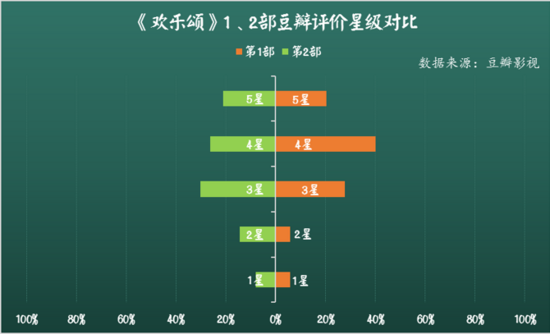 《欢乐颂》1、2部豆瓣评价星级对比
第1部 第2部
数据来源：豆瓣影视
5星 5星
4星 4星
3星 3星
2星 2星
1星 1星
100% 80% 60% 40% 20% 0% 20% 40% 60% 80% 100%